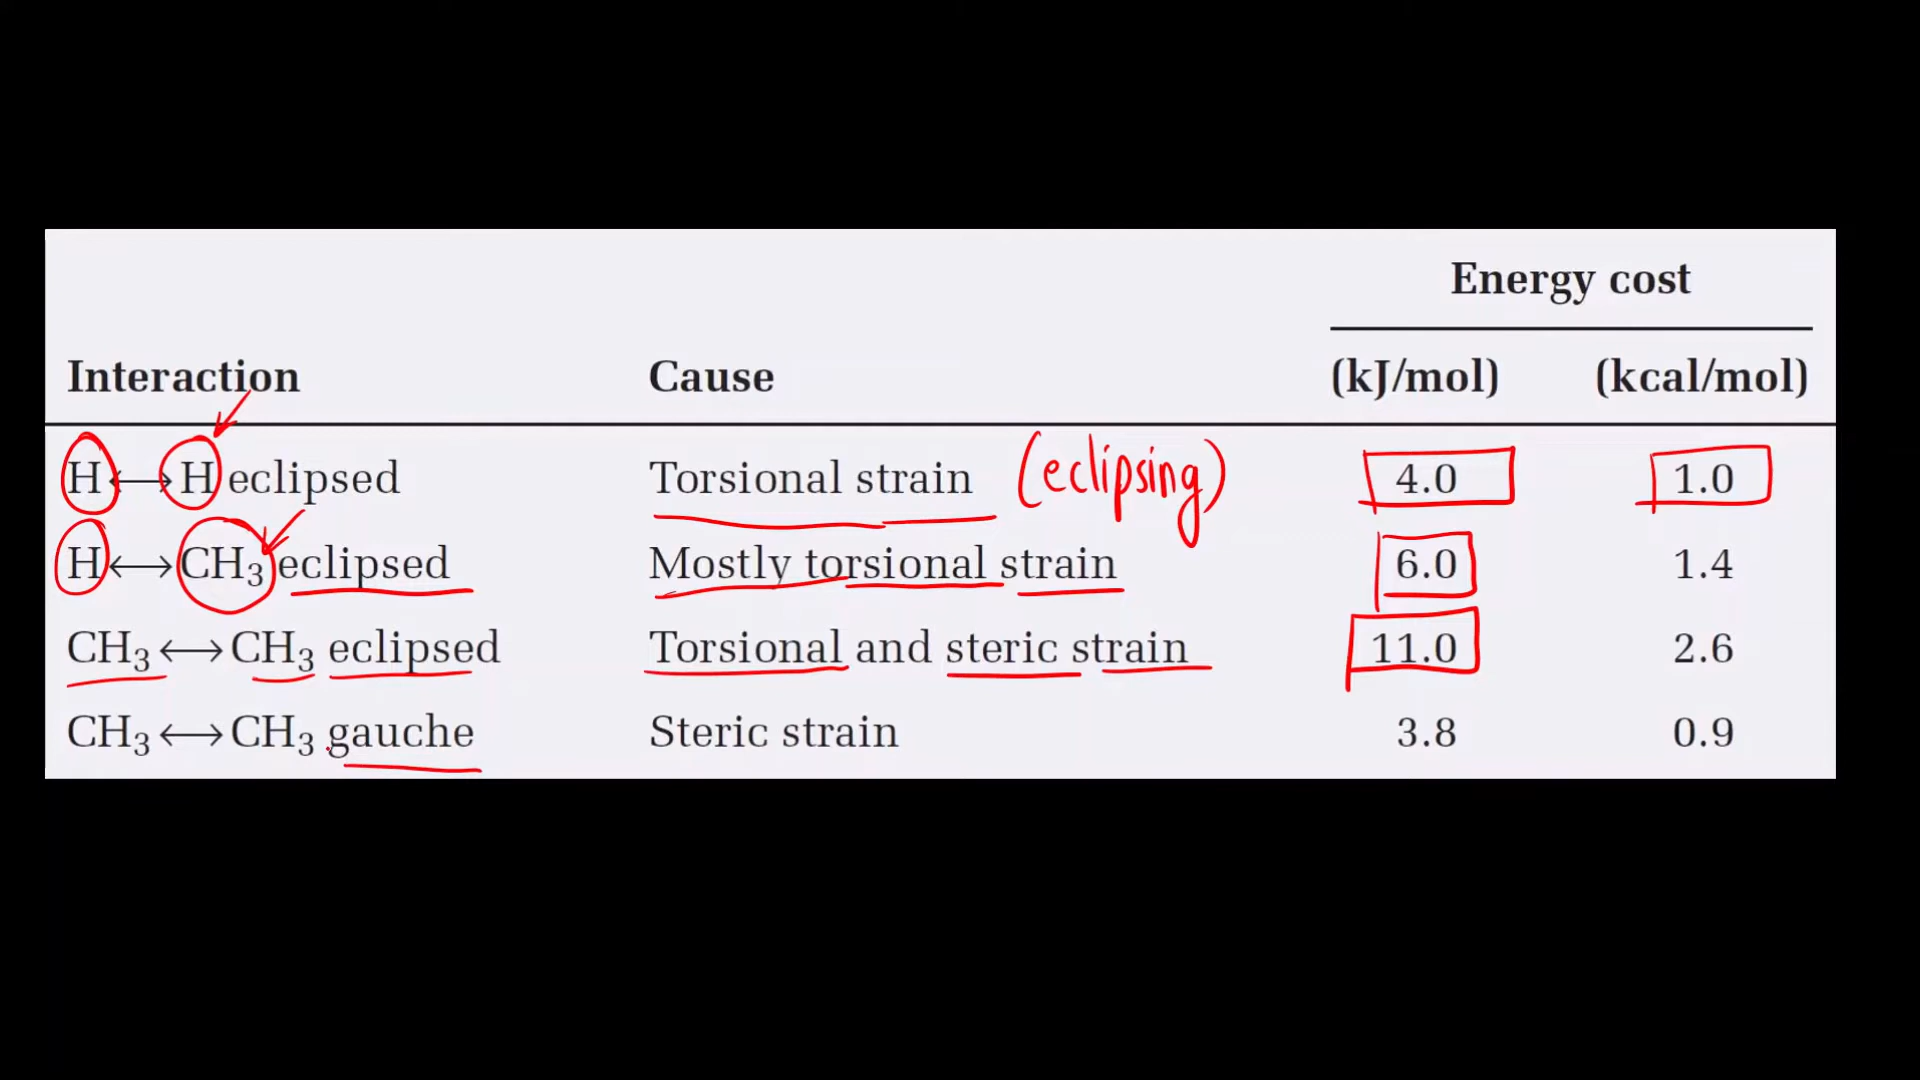 Energy cost
Interaction Cause (kJ/mol) (kcal/mol)
H⟷H eclipsed Torsional strain (eclipsing) 4.0 1.0
H⟷CH₃ eclipsed Mostly torsional strain 6.0 1.4
CH₃⟷CH₃ eclipsed Torsional and steric strain 11.0 2.6
CH₃⟷CH₃ gauche Steric strain 3.8 0.9